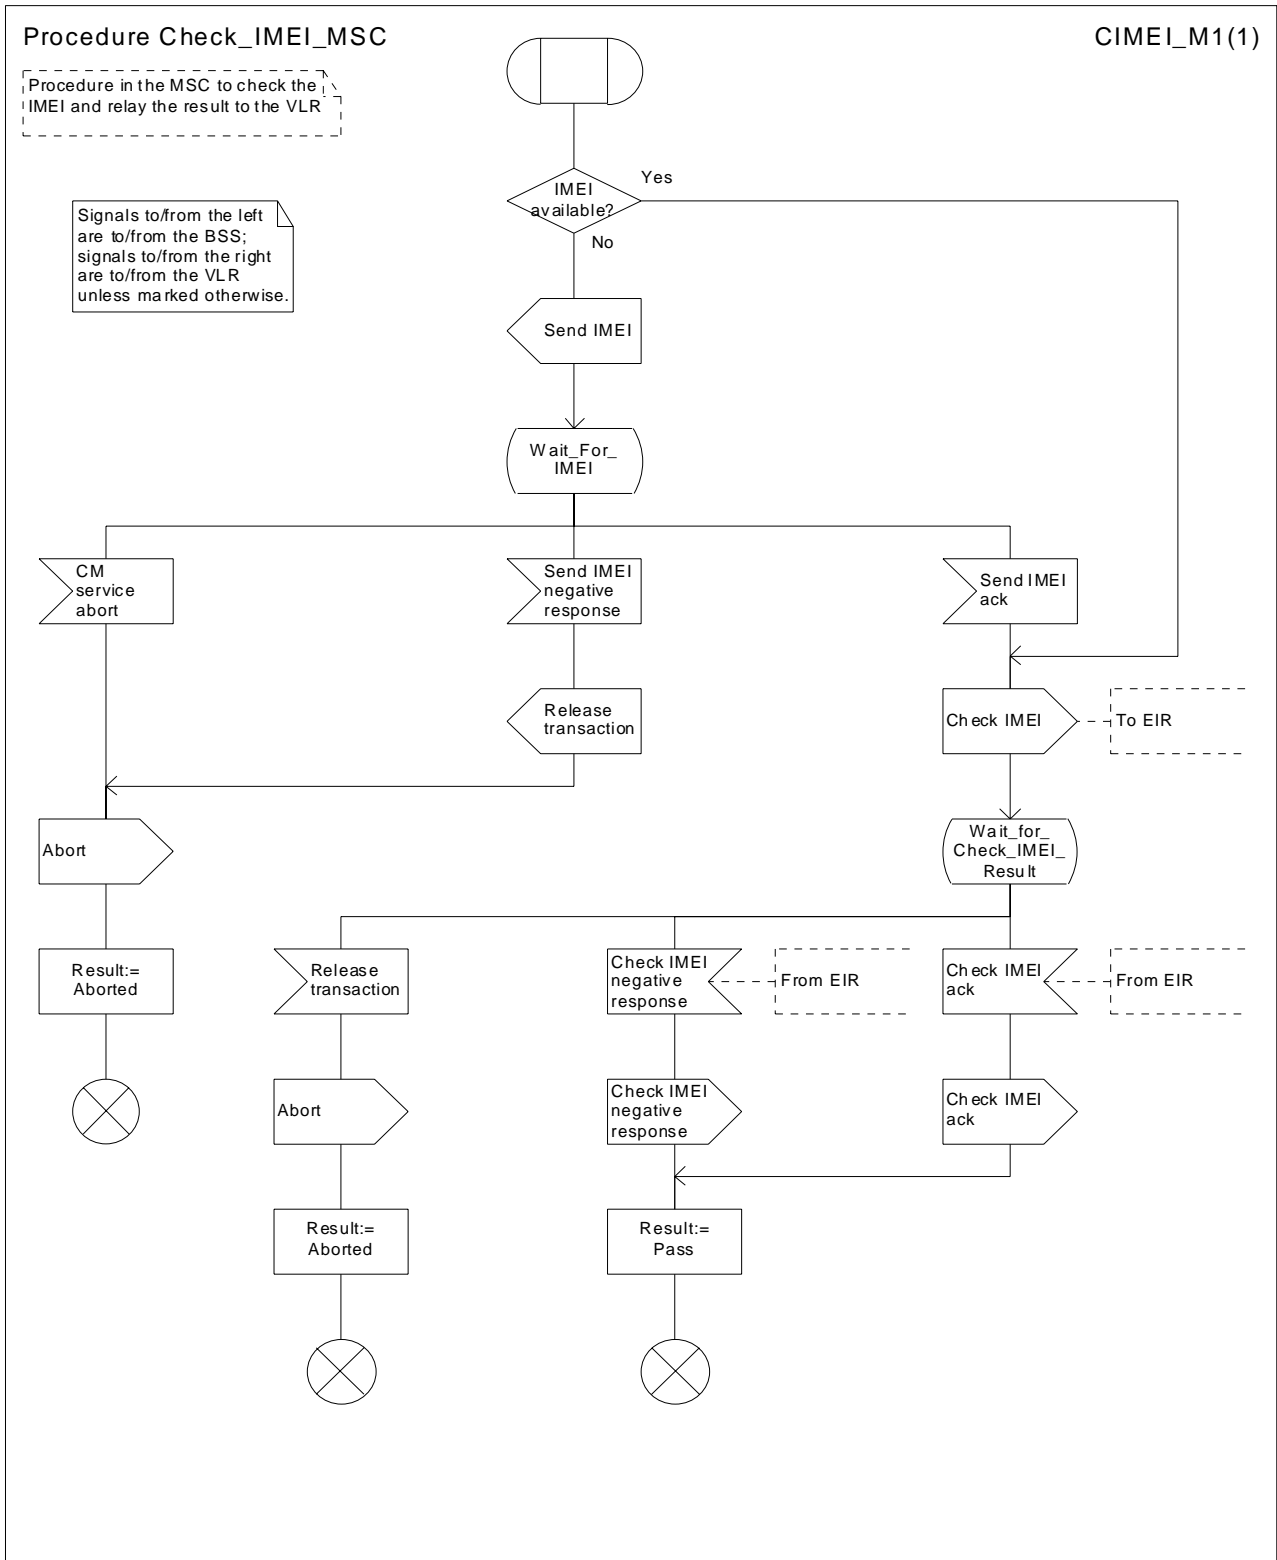 Procedure Check_IMEI_MSC
CIMEI_M1(1)
Procedure in the MSC to check the
IMEI and relay the result to the VLR
Signals to/from the left
are to/from the BSS;
signals to/from the right
are to/from the VLR
unless marked otherwise.
IMEI
available?
Yes
No
Send IMEI
Wait_For_
IMEI
CM
service
abort
Send IMEI
negative
response
Send IMEI
ack
Release
transaction
Check IMEI
To EIR
Abort
Wait_for_
Check_IMEI_
Result
Result:=
Aborted
Release
transaction
Check IMEI
negative
response
From EIR
Check IMEI
ack
From EIR
Abort
Check IMEI
negative
response
Check IMEI
ack
Result:=
Aborted
Result:=
Pass